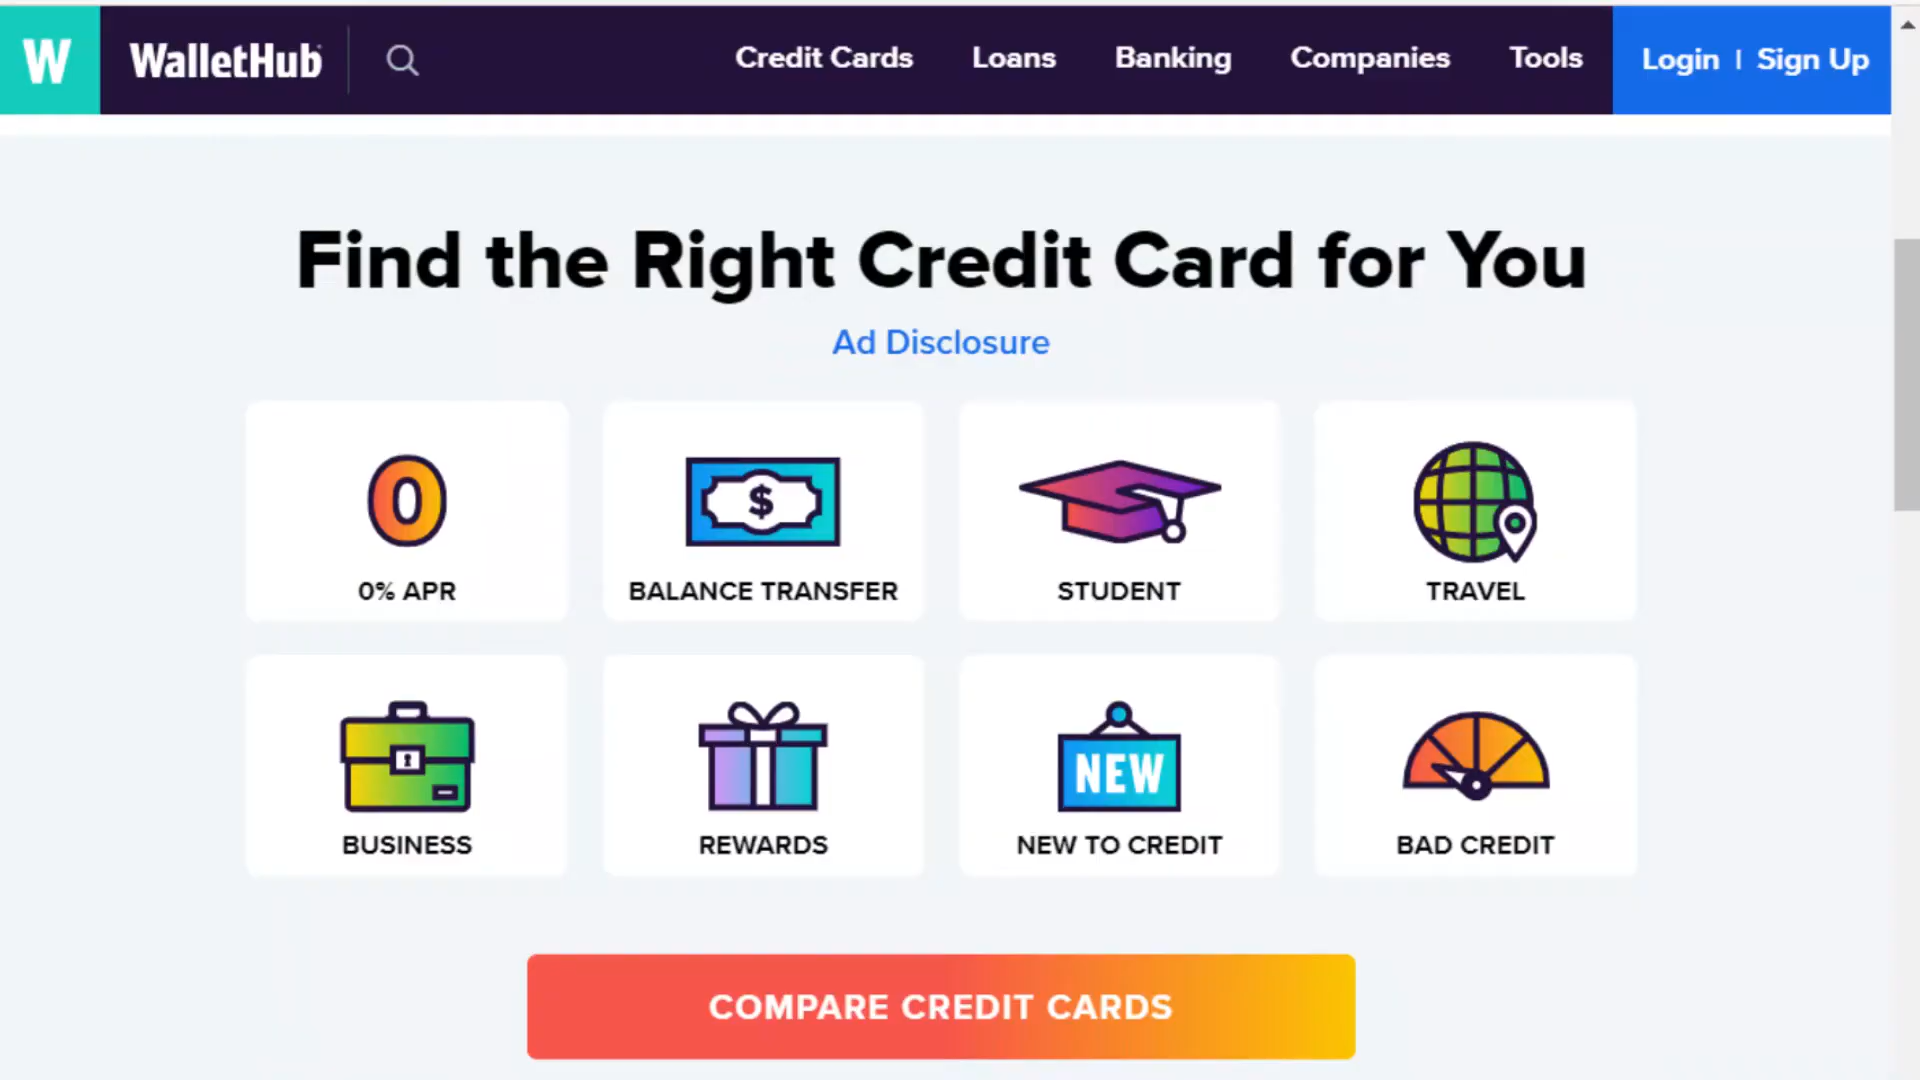 W WalletHub Credit Cards Loans Banking Companies Tools Login | Sign Up
Find the Right Credit Card for You
Ad Disclosure
0
$
0% APR BALANCE TRANSFER STUDENT TRAVEL
NEW
BUSINESS REWARDS NEW TO CREDIT BAD CREDIT
COMPARE CREDIT CARDS